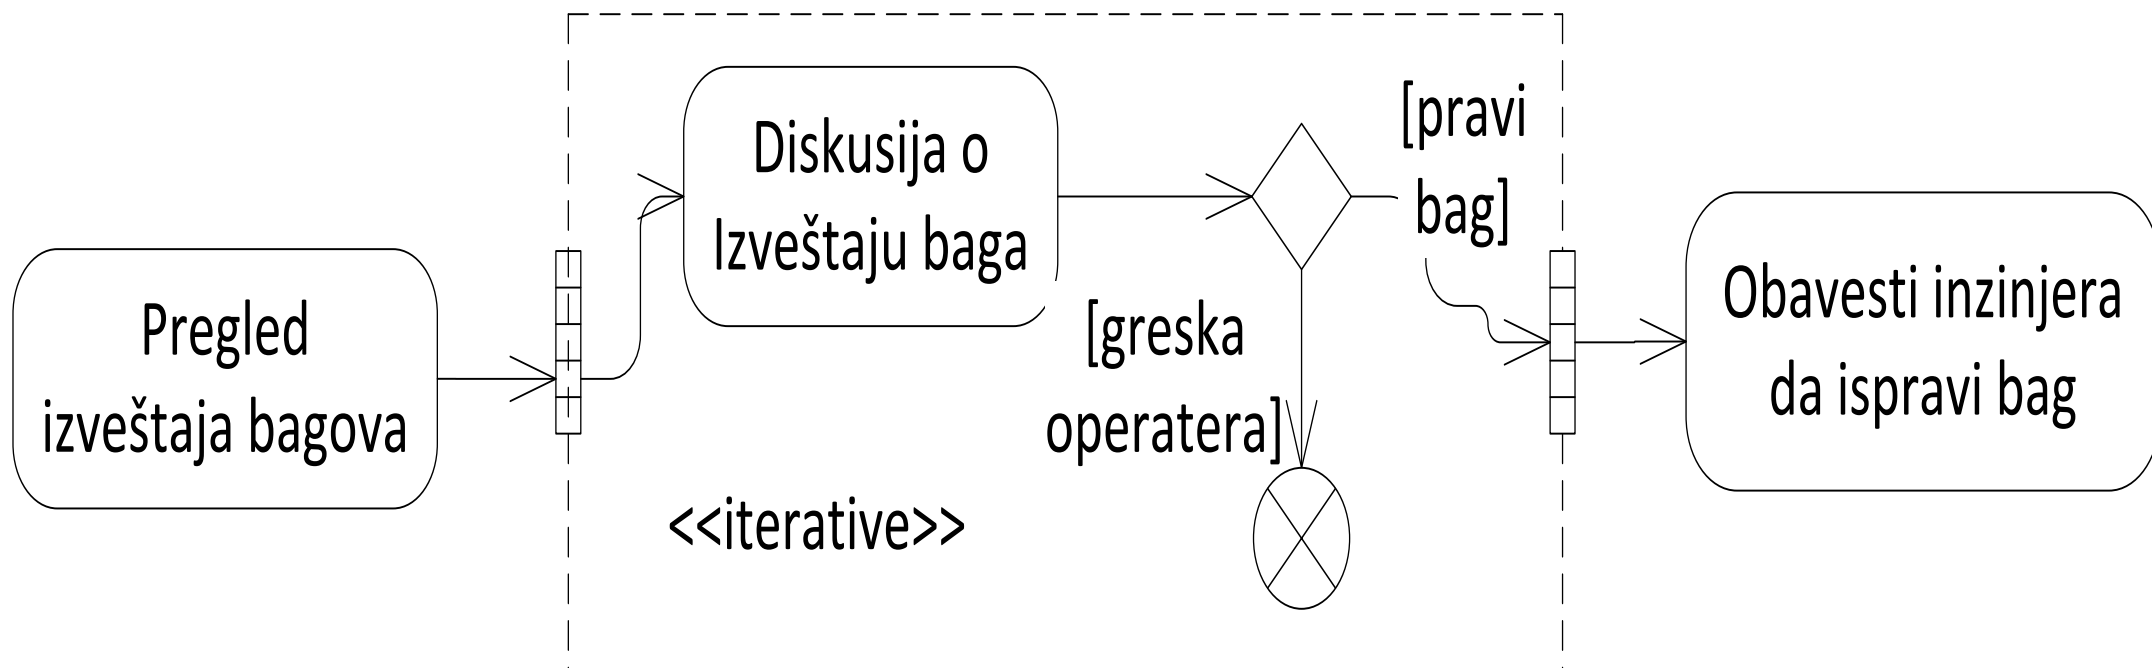 Pregled
izveštaja bagova
Diskusija o
Izveštaju baga
<<iterative>>
[greska
operatera]
[pravi
bag]
Obavesti inzinjera
da ispravi bag